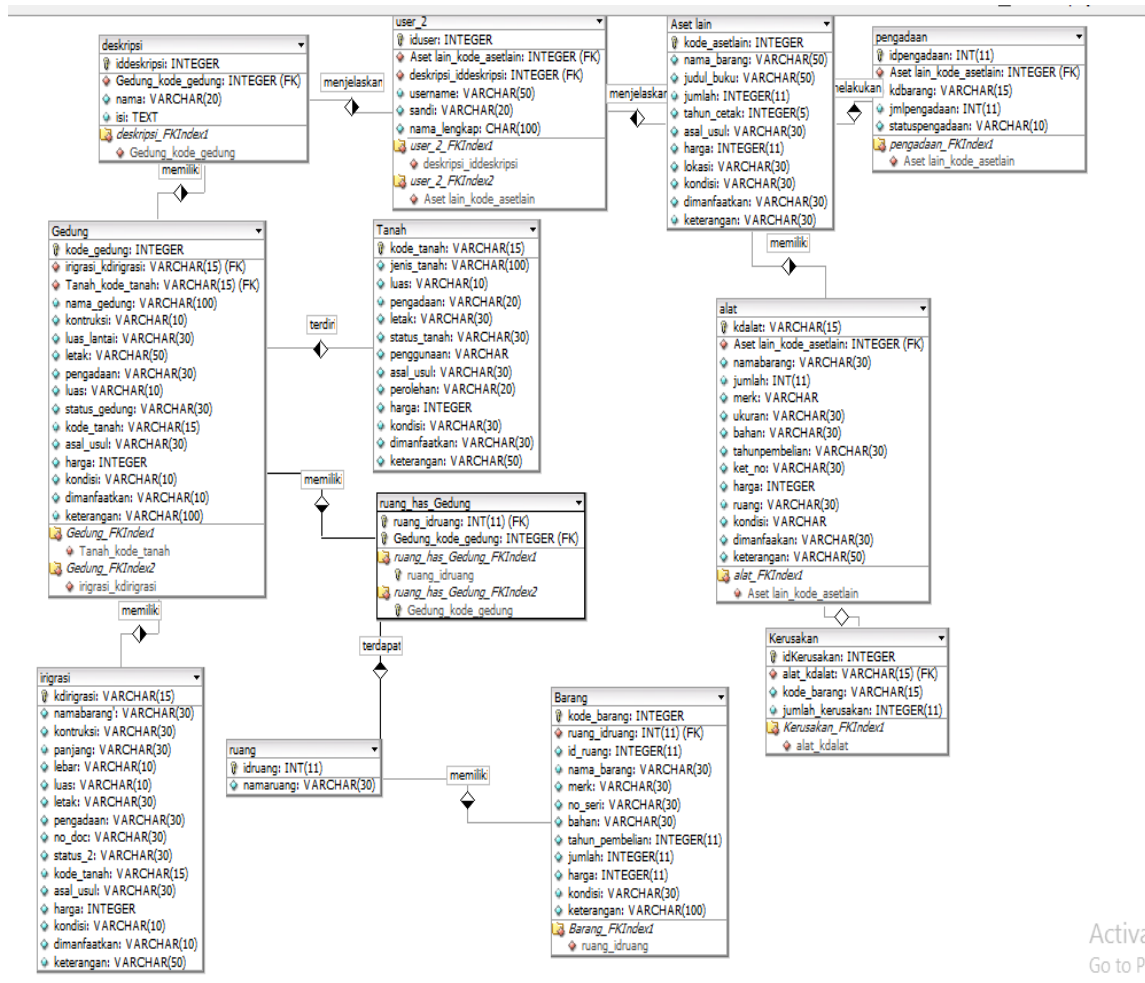 deskripsi
iddeskripsi: INTEGER
Gedung_kode_gedung: INTEGER (FK)
nama: VARCHAR(20)
isi: TEXT
deskripsi_FKIndex1
Gedung_kode_gedung
menjelaskan
user_2
iduser: INTEGER
Aset lain_kode_asetlain: INTEGER (FK)
deskripsi_iddeskripsi: INTEGER (FK)
username: VARCHAR(50)
sandi: VARCHAR(20)
nama_lengkap: CHAR(100)
user_2_FKIndex1
deskripsi_iddeskripsi
user_2_FKIndex2
Aset lain_kode_asetlain
menjelaskan
Aset lain
kode_asetlain: INTEGER
nama_barang: VARCHAR(50)
judul_buku: VARCHAR(50)
jumlah: INTEGER(11)
tahun_cetak: INTEGER(5)
asal_usul: VARCHAR(30)
harga: INTEGER(11)
lokasi: VARCHAR(30)
kondisi: VARCHAR(30)
dimanfaatkan: VARCHAR(30)
keterangan: VARCHAR(30)
nelakukan
pengadaan
idpengadaan: INT(11)
Aset lain_kode_asetlain: INTEGER (FK)
kdbarang: VARCHAR(15)
jmlpengadaan: INT(11)
statuspengadaan: VARCHAR(10)
pengadaan_FKIndex1
Aset lain_kode_asetlain
memilik
Gedung
kode_gedung: INTEGER
irigrasi_kdirigrasi: VARCHAR(15) (FK)
Tanah_kode_tanah: VARCHAR(15) (FK)
nama_gedung: VARCHAR(100)
kontruksi: VARCHAR(10)
luas_lantai: VARCHAR(30)
letak: VARCHAR(50)
pengadaan: VARCHAR(30)
luas: VARCHAR(10)
status_gedung: VARCHAR(30)
kode_tanah: VARCHAR(15)
asal_usul: VARCHAR(30)
harga: INTEGER
kondisi: VARCHAR(10)
dimanfaatkan: VARCHAR(10)
keterangan: VARCHAR(100)
Gedung_FKIndex1
Tanah_kode_tanah
Gedung_FKIndex2
irigrasi_kdirigrasi
terdiri
Tanah
kode_tanah: VARCHAR(15)
jenis_tanah: VARCHAR(100)
luas: VARCHAR(10)
pengadaan: VARCHAR(20)
letak: VARCHAR(30)
status_tanah: VARCHAR(30)
penggunaan: VARCHAR
asal_usul: VARCHAR(30)
perolehan: VARCHAR(20)
harga: INTEGER
kondisi: VARCHAR(30)
dimanfaatkan: VARCHAR(30)
keterangan: VARCHAR(50)
memilik
alat
kdalat: VARCHAR(15)
Aset lain_kode_asetlain: INTEGER (FK)
namabarang: VARCHAR(30)
jumlah: INT(11)
merk: VARCHAR
ukuran: VARCHAR(30)
bahan: VARCHAR(30)
tahunpembelian: VARCHAR(30)
ket_no: VARCHAR(30)
harga: INTEGER
ruang: VARCHAR(30)
kondisi: VARCHAR
dimanfaakan: VARCHAR(30)
keterangan: VARCHAR(50)
alat_FKIndex1
Aset lain_kode_asetlain
memilik
ruang_has_Gedung
ruang_idruang: INT(11) (FK)
Gedung_kode_gedung: INTEGER (FK)
ruang_has_Gedung_FKIndex1
ruang_idruang
ruang_has_Gedung_FKIndex2
Gedung_kode_gedung
memilik
terdapat
Kerusakan
idKerusakan: INTEGER
alat_kdalat: VARCHAR(15) (FK)
kode_barang: VARCHAR(15)
jumlah_kerusakan: INTEGER(11)
Kerusakan_FKIndex1
alat_kdalat
irigrasi
kdirigrasi: VARCHAR(15)
namabarang': VARCHAR(30)
kontruksi: VARCHAR(30)
panjang: VARCHAR(30)
lebar: VARCHAR(10)
luas: VARCHAR(10)
letak: VARCHAR(30)
pengadaan: VARCHAR(30)
no_doc: VARCHAR(30)
status_2: VARCHAR(30)
kode_tanah: VARCHAR(15)
asal_usul: VARCHAR(30)
harga: INTEGER
kondisi: VARCHAR(10)
dimanfaatkan: VARCHAR(10)
keterangan: VARCHAR(50)
ruang
idruang: INT(11)
namaruang: VARCHAR(30)
memilik
Barang
kode_barang: INTEGER
ruang_idruang: INT(11) (FK)
id_ruang: INTEGER(11)
nama_barang: VARCHAR(30)
merk: VARCHAR(30)
no_seri: VARCHAR(30)
bahan: VARCHAR(30)
tahun_pembelian: INTEGER(11)
jumlah: INTEGER(11)
harga: INTEGER(11)
kondisi: VARCHAR(30)
keterangan: VARCHAR(100)
Barang_FKIndex1
ruang_idruang
Activa
Go to P